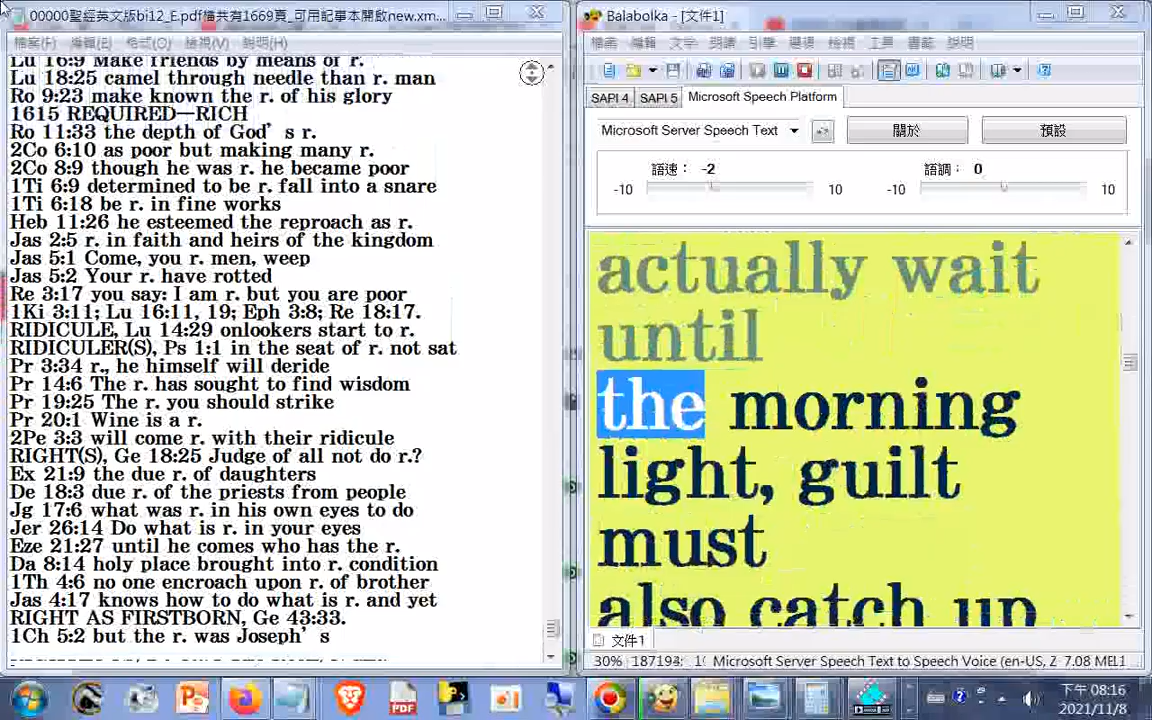 00000聖經英文版bi12_E.pdf檔共有1669頁_可用記事本開啟new.xm...
檔案(F) 編輯(E) 格式(O) 檢視(V) 說明(H)
Lu 16:9 Make friends by means of r.
Lu 18:25 camel through needle than r. man
Ro 9:23 make known the r. of his glory
1615 REQUIRED—RICH
Ro 11:33 the depth of God's r.
2Co 6:10 as poor but making many r.
2Co 8:9 though he was r. he became poor
1Ti 6:9 determined to be r. fall into a snare
1Ti 6:18 be r. in fine works
Heb 11:26 he esteemed the reproach as r.
Jas 2:5 r. in faith and heirs of the kingdom
Jas 5:1 Come, you r. men, weep
Jas 5:2 Your r. have rotted
Re 3:17 you say: I am r. but you are poor
1Ki 3:11; Lu 16:11, 19; Eph 3:8; Re 18:17.
RIDICULE, Lu 14:29 onlookers start to r.
RIDICULER(S), Ps 1:1 in the seat of r. not sat
Pr 3:34 r., he himself will deride
Pr 14:6 The r. has sought to find wisdom
Pr 19:25 The r. you should strike
Pr 20:1 Wine is a r.
2Pe 3:3 will come r. with their ridicule
RIGHT(S), Ge 18:25 Judge of all not do r.?
Ex 21:9 the due r. of daughters
De 18:3 due r. of the priests from people
Jg 17:6 what was r. in his own eyes to do
Jer 26:14 Do what is r. in your eyes
Eze 21:27 until he comes who has the r.
Da 8:14 holy place brought into r. condition
1Th 4:6 no one encroach upon r. of brother
Jas 4:17 knows how to do what is r. and yet
RIGHT AS FIRSTBORN, Ge 43:33.
1Ch 5:2 but the r. was Joseph's
Balabolka - [文件1]
檔案 編輯 文字 朗讀 引擎 選項 檢視 工具 書籤 說明
SAPI 4 SAPI 5 Microsoft Speech Platform
Microsoft Server Speech Text 關於 預設
語速： -2 語調： 0
-10 10 -10 10
actually wait
until
the morning
light, guilt
must
also catch up
文件1
30% Microsoft Server Speech Text to Speech Voice (en-US, Z
下午 08:16
2021/11/8